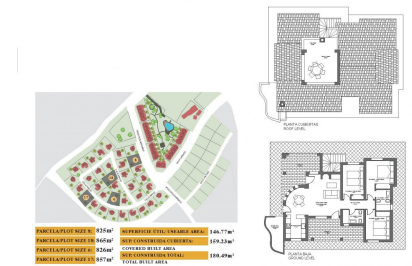 PLANTA CUBIERTAS
ROOF LEVEL
PARCELA/PLOT SIZE 8: 825m²
PARCELA/PLOT SIZE 10: 865m²
PARCELA/PLOT SIZE 6: 826m²
PARCELA/PLOT SIZE 17: 857m²
SUPERFICIE ÚTIL/USEABLE AREA: 146.77m²
SUP. CONSTRUIDA CUBIERTA: 159.23m²
COVERED BUILT AREA
SUP. CONSTRUIDA TOTAL: 180.49m²
TOTAL BUILT AREA
PLANTA BAJA
GROUND LEVEL